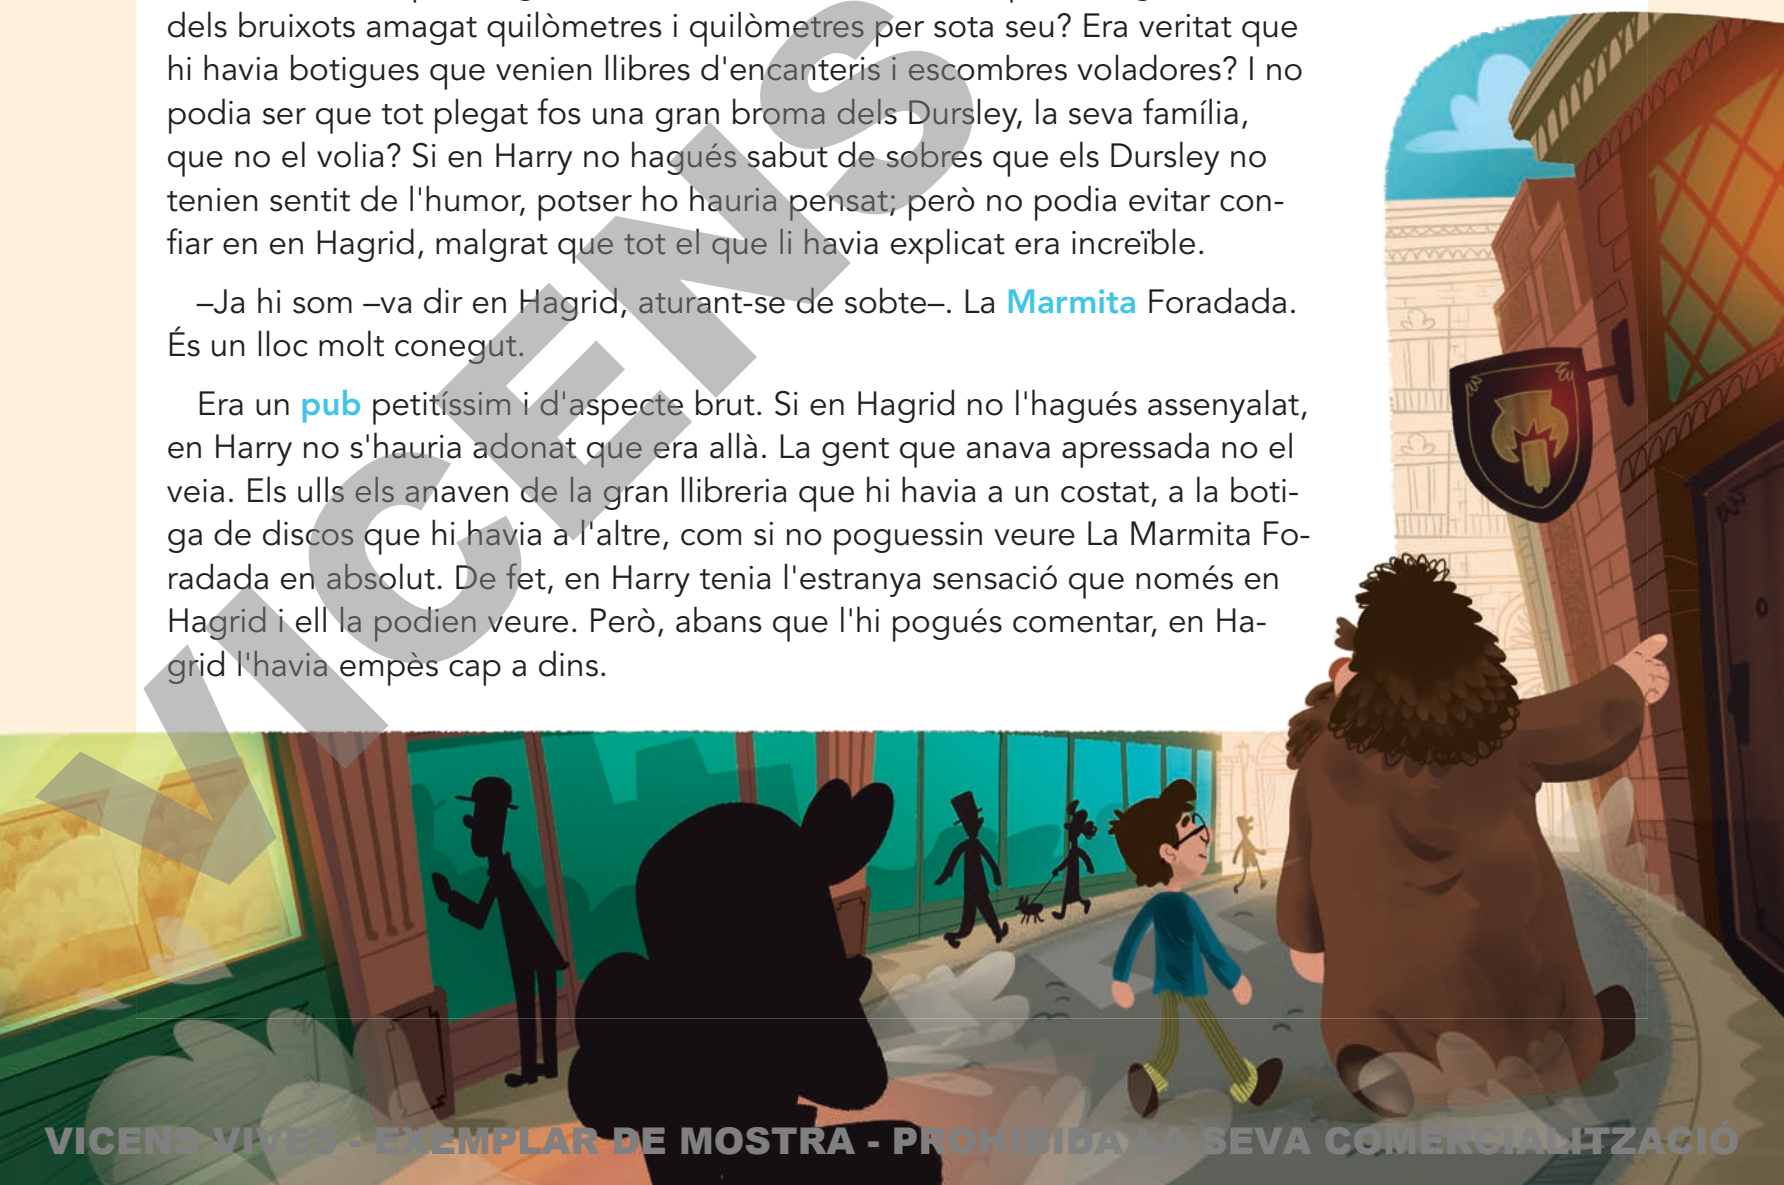 dels bruixots amagat quilòmetres i quilòmetres per sota seu? Era veritat que
hi havia botigues que venien llibres d'encanteris i escombres voladores? I no
podia ser que tot plegat fos una gran broma dels Dursley, la seva família,
que no el volia? Si en Harry no hagués sabut de sobres que els Dursley no
tenien sentit de l'humor, potser ho hauria pensat; però no podia evitar con-
fiar en en Hagrid, malgrat que tot el que li havia explicat era increïble.
–Ja hi som –va dir en Hagrid, aturant-se de sobte–. La Marmita Foradada.
És un lloc molt conegut.
Era un pub petitíssim i d'aspecte brut. Si en Hagrid no l'hagués assenyalat,
en Harry no s'hauria adonat que era allà. La gent que anava apressada no el
veia. Els ulls els anaven de la gran llibreria que hi havia a un costat, a la boti-
ga de discos que hi havia a l'altre, com si no poguessin veure La Marmita Fo-
radada en absolut. De fet, en Harry tenia l'estranya sensació que només en
Hagrid i ell la podien veure. Però, abans que l'hi pogués comentar, en Ha-
grid l'havia empès cap a dins.
VICENS
VICENS VIVES - EXEMPLAR DE MOSTRA - PROHIBIDA LA SEVA COMERCIALITZACIÓ